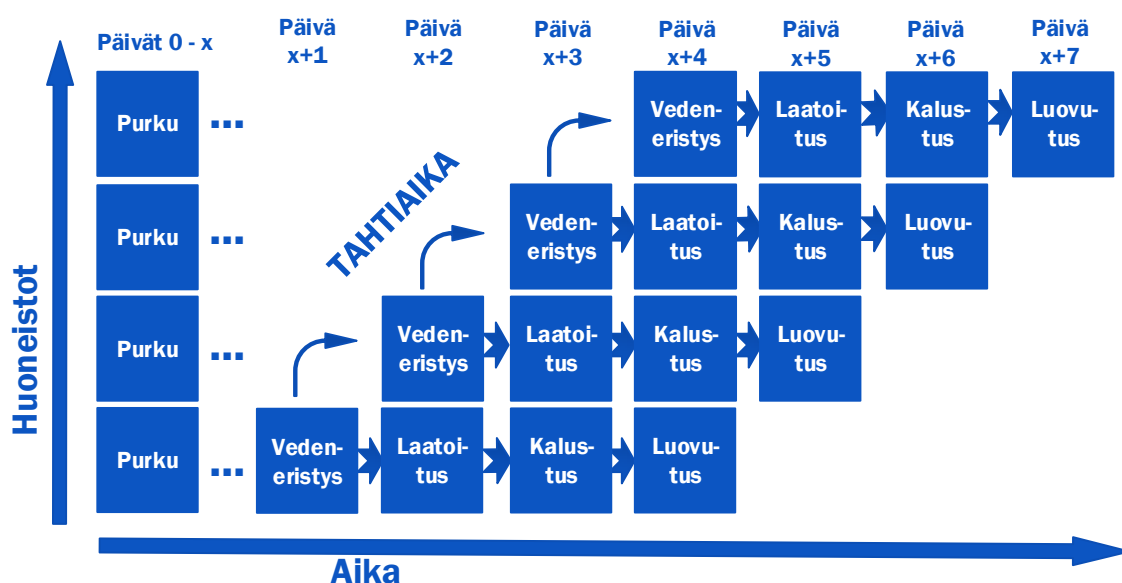 Päivät 0 - x
Päivä
x+1
Päivä
x+2
Päivä
x+3
Päivä
x+4
Päivä
x+5
Päivä
x+6
Päivä
x+7
Purku
...
Veden-
eristys
Laatoi-
tus
Kalus-
tus
Luovu-
tus
TAHTIAIKA
Purku
...
Veden-
eristys
Laatoi-
tus
Kalus-
tus
Luovu-
tus
Purku
...
Veden-
eristys
Laatoi-
tus
Kalus-
tus
Luovu-
tus
Purku
...
Veden-
eristys
Laatoi-
tus
Kalus-
tus
Luovu-
tus
Huoneistot
Aika